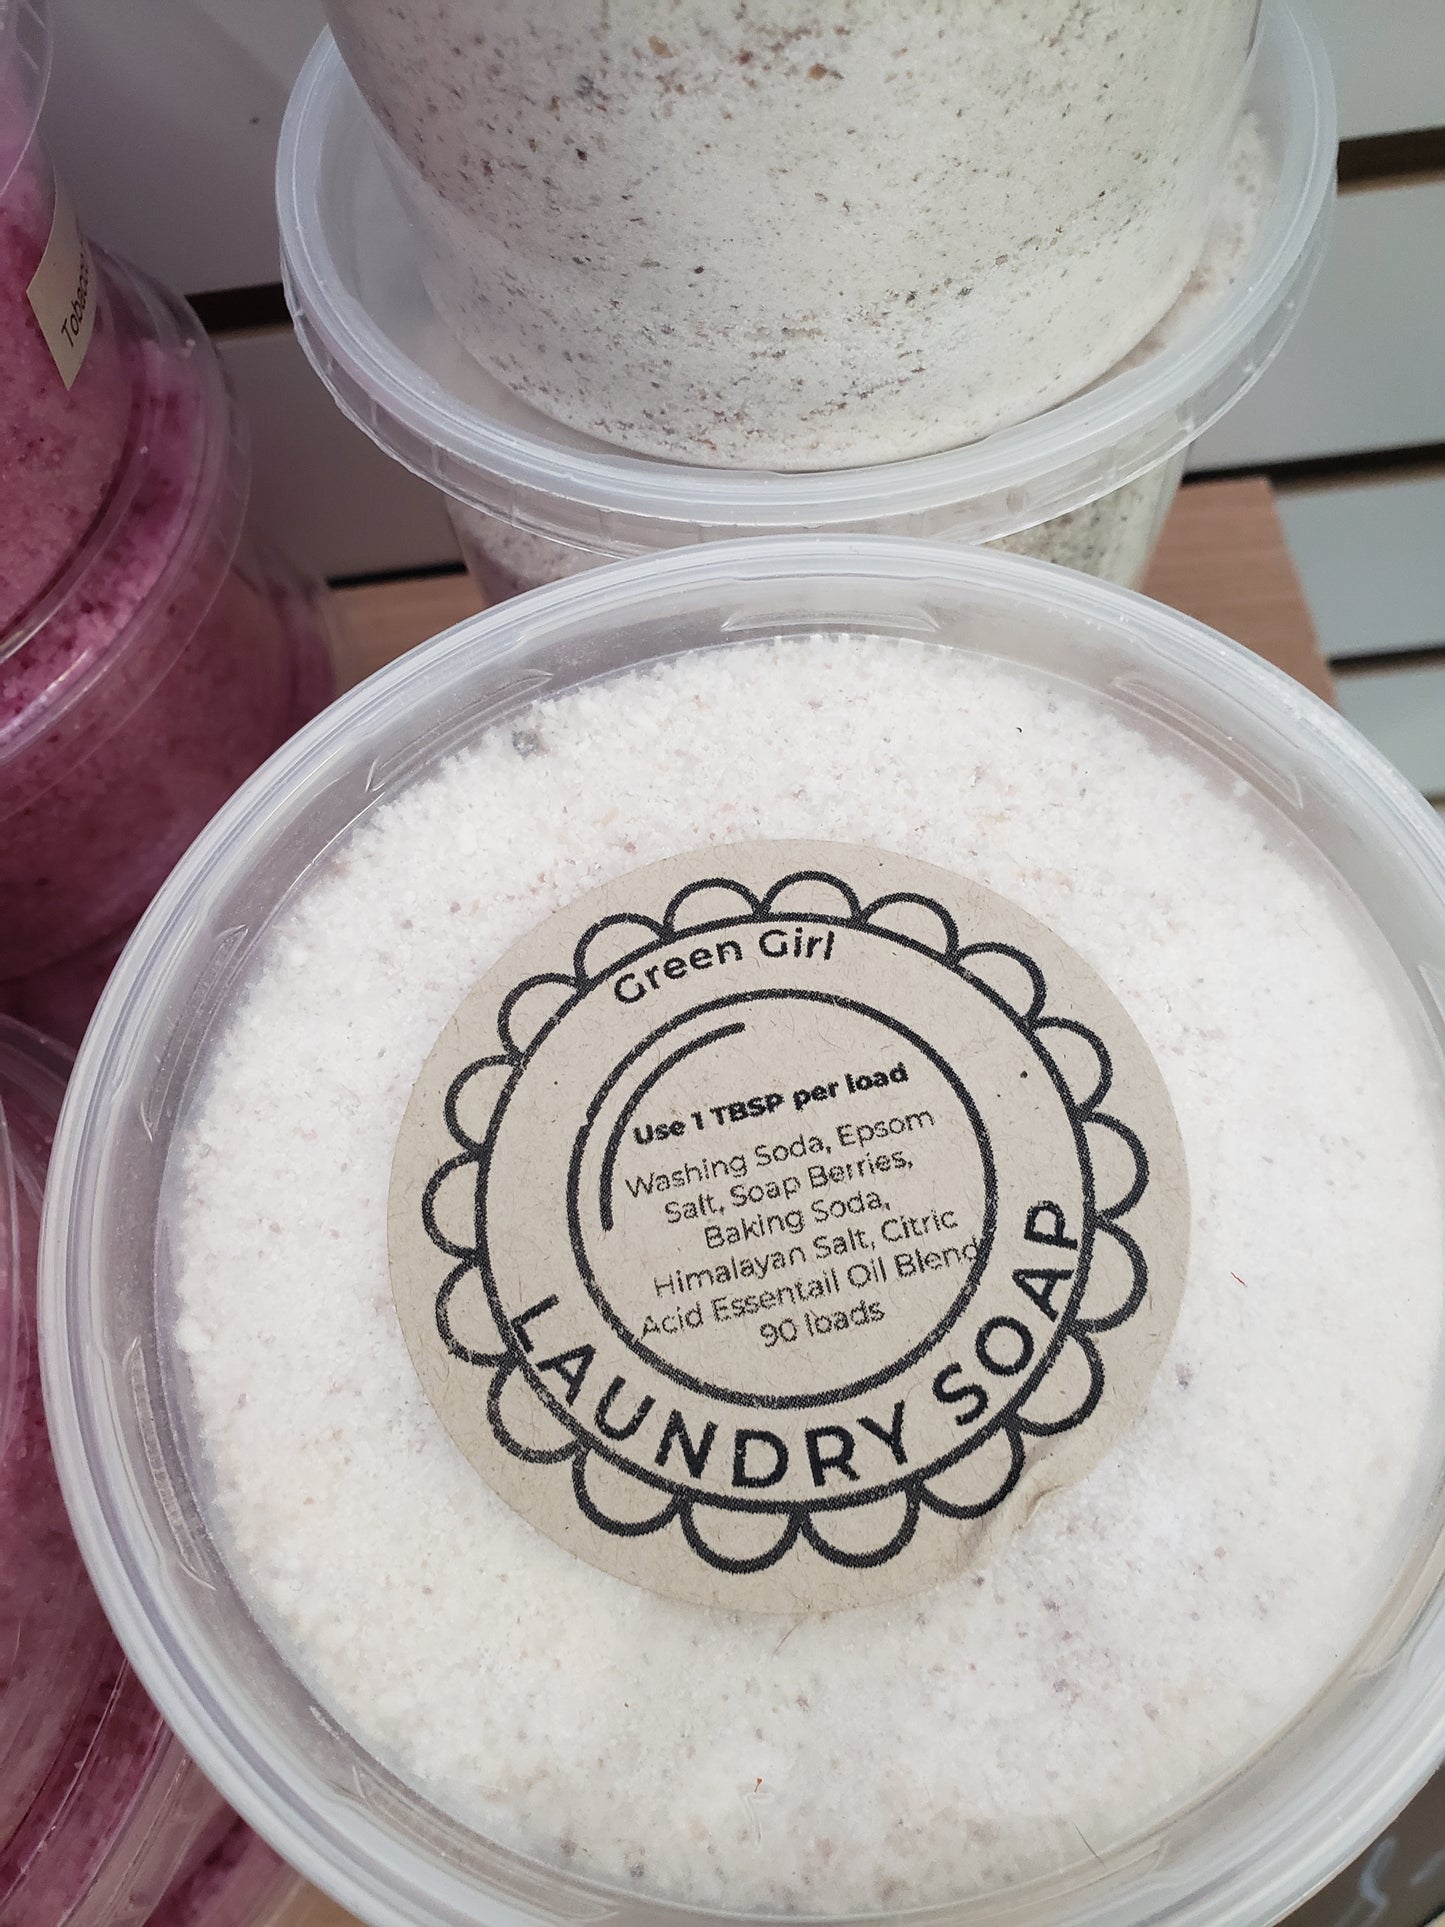 Tobacco
Green Girl
Use 1 TBSP per load
Washing Soda, Epsom
Salt, Soap Berries,
Baking Soda,
Himalayan Salt, Citric
Acid Essentail Oil Blend
90 loads
LAUNDRY SOAP